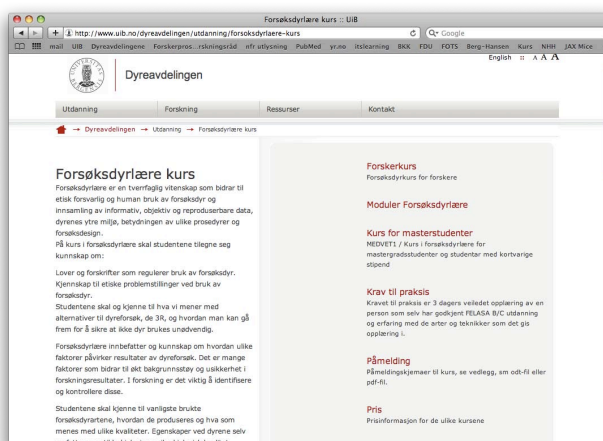 Forsøksdyrlære kurs :: UiB
http://www.uib.no/dyreavdelingen/utdanning/forsoksdyrlaere-kurs
Google
mail UIB Dyreavdelingene Forskerpros...rskningsråd nfr utlysning PubMed yr.no itslearning BKX FDU FOTS Berg-Hansen Kurs NHH JAX Mice
English :: A A A
Dyreavdelingen
Utdanning Forskning Ressurser Kontakt
→ Dyreavdelingen → Utdanning → Forsøksdyrlære kurs
Forsøksdyrlære kurs
Forsøksdyrlære er en tverrfaglig vitenskap som bidrar til
etisk forsvarlig og human bruk av forsøksdyr og
innsamling av informativ, objektiv og reproduserbare data,
dyrenes ytre miljø, betydningen av ulike prosedyrer og
forsøksdesign.
På kurs i forsøksdyrlære skal studentene tilegne seg
kunnskap om:
Lover og forskrifter som regulerer bruk av forsøksdyr.
Kjennskap til etiske problemstillinger ved bruk av
forsøksdyr.
Studentene skal og kjenne til hva vi mener med
alternativer til dyreforsøk, de 3R, og hvordan man kan gå
frem for å sikre at ikke dyr brukes unødvendig.
Forsøksdyrlære innbefatter og kunnskap om hvordan ulike
faktorer påvirker resultater av dyreforsøk. Det er mange
faktorer som bidrar til økt bakgrunnsstøy og usikkerhet i
forskningsresultater. I forskning er det viktig å identifisere
og kontrollere disse.
Studentene skal kjenne til vanligste brukte
forsøksdyrartene, hvordan de produseres og hva som
menes med ulike kvaliteter. Egenskaper ved dyrene selv
Forskerkurs
Forsøksdyrkurs for forskere
Moduler Forsøksdyrlære
Kurs for masterstudenter
MEDVET1 / Kurs i forsøksdyrlære for
mastergradsstudenter og studentar med kortvarige
stipend
Krav til praksis
Kravet til praksis er 3 dagers veiledet opplæring av en
person som selv har godkjent FELASA B/C utdanning
og erfaring med de arter og teknikker som det gis
opplæring i.
Påmelding
Påmeldingskjemaer til kurs, se vedlegg, sm odt-fil eller
pdf-fil.
Pris
Prisinformasjon for de ulike kursene